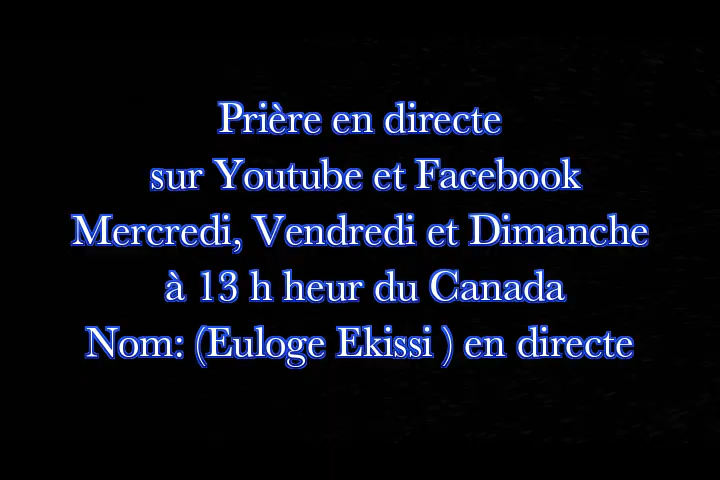 Prière en directe
sur Youtube et Facebook
Mercredi, Vendredi et Dimanche
à 13 h heur du Canada
Nom: (Euloge Ekissi ) en directe